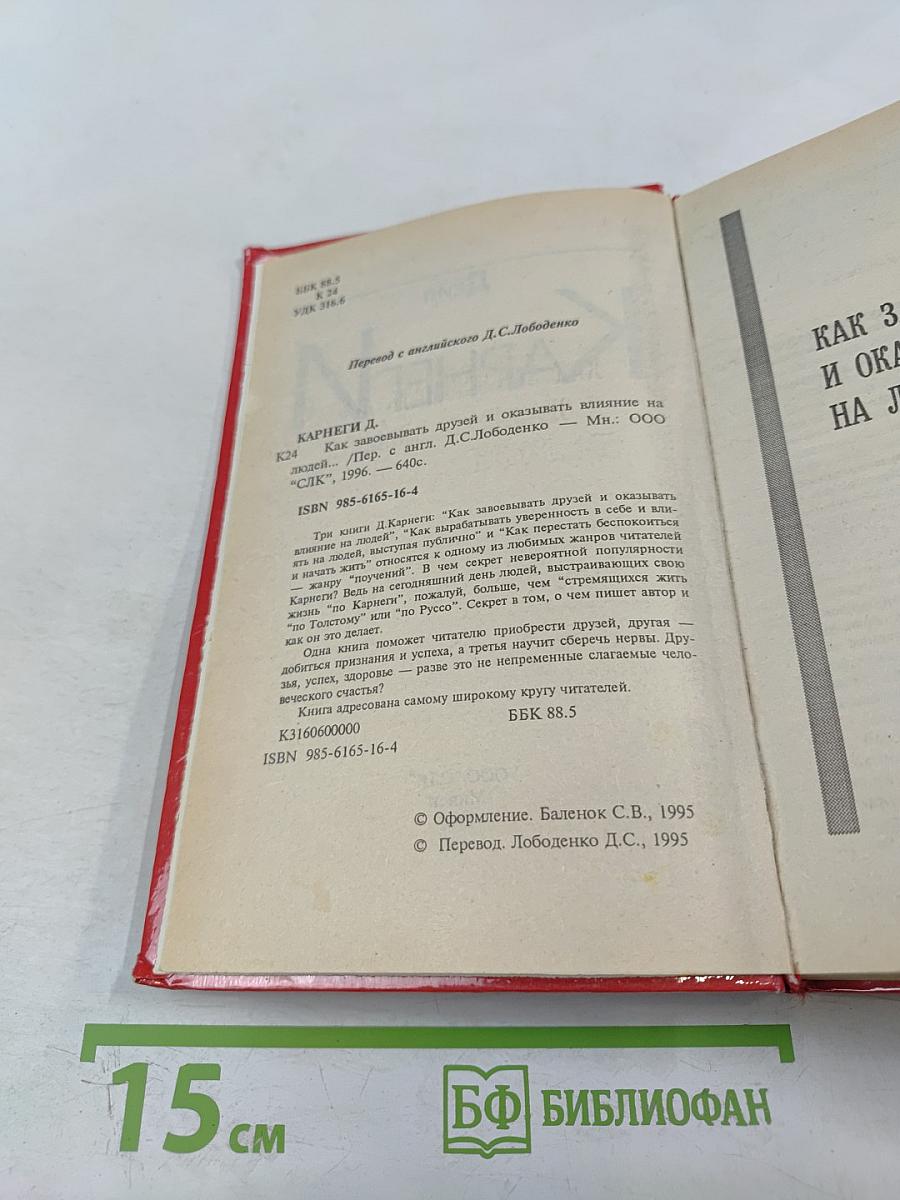 ББК 88.5
К 24
УДК 316.6
Перевод с английского Д.С.Лободенко
КАРНЕГИ Д.
К24 Как завоевывать друзей и оказывать влияние на
людей... /Пер. с англ. Д.С.Лободенко — Мн.: ООО
“СЛК”, 1996. — 640с.
ISBN 985-6165-16-4
Три книги Д.Карнеги: “Как завоевывать друзей и оказывать
влияние на людей”, “Как вырабатывать уверенность в себе и вли-
ять на людей, выступая публично” и “Как перестать беспокоиться
и начать жить” относятся к одному из любимых жанров читателей
— жанру “поучений”. В чем секрет невероятной популярности
Карнеги? Ведь на сегодняшний день людей, выстраивающих свою
жизнь “по Карнеги”, пожалуй, больше, чем “стремящихся жить
“по Толстому” или “по Руссо”. Секрет в том, о чем пишет автор и
как он это делает.
Одна книга поможет читателю приобрести друзей, другая —
добиться признания и успеха, а третья научит сберечь нервы. Дру-
зья, успех, здоровье — разве это не непременные слагаемые чело-
веческого счастья?
Книга адресована самому широкому кругу читателей.
К3160600000 ББК 88.5
ISBN 985-6165-16-4
© Оформление. Баленок С.В., 1995
© Перевод. Лободенко Д.С., 1995
КАК З
И ОКА
НА Л
15 см
БФ БИБЛИОФАН